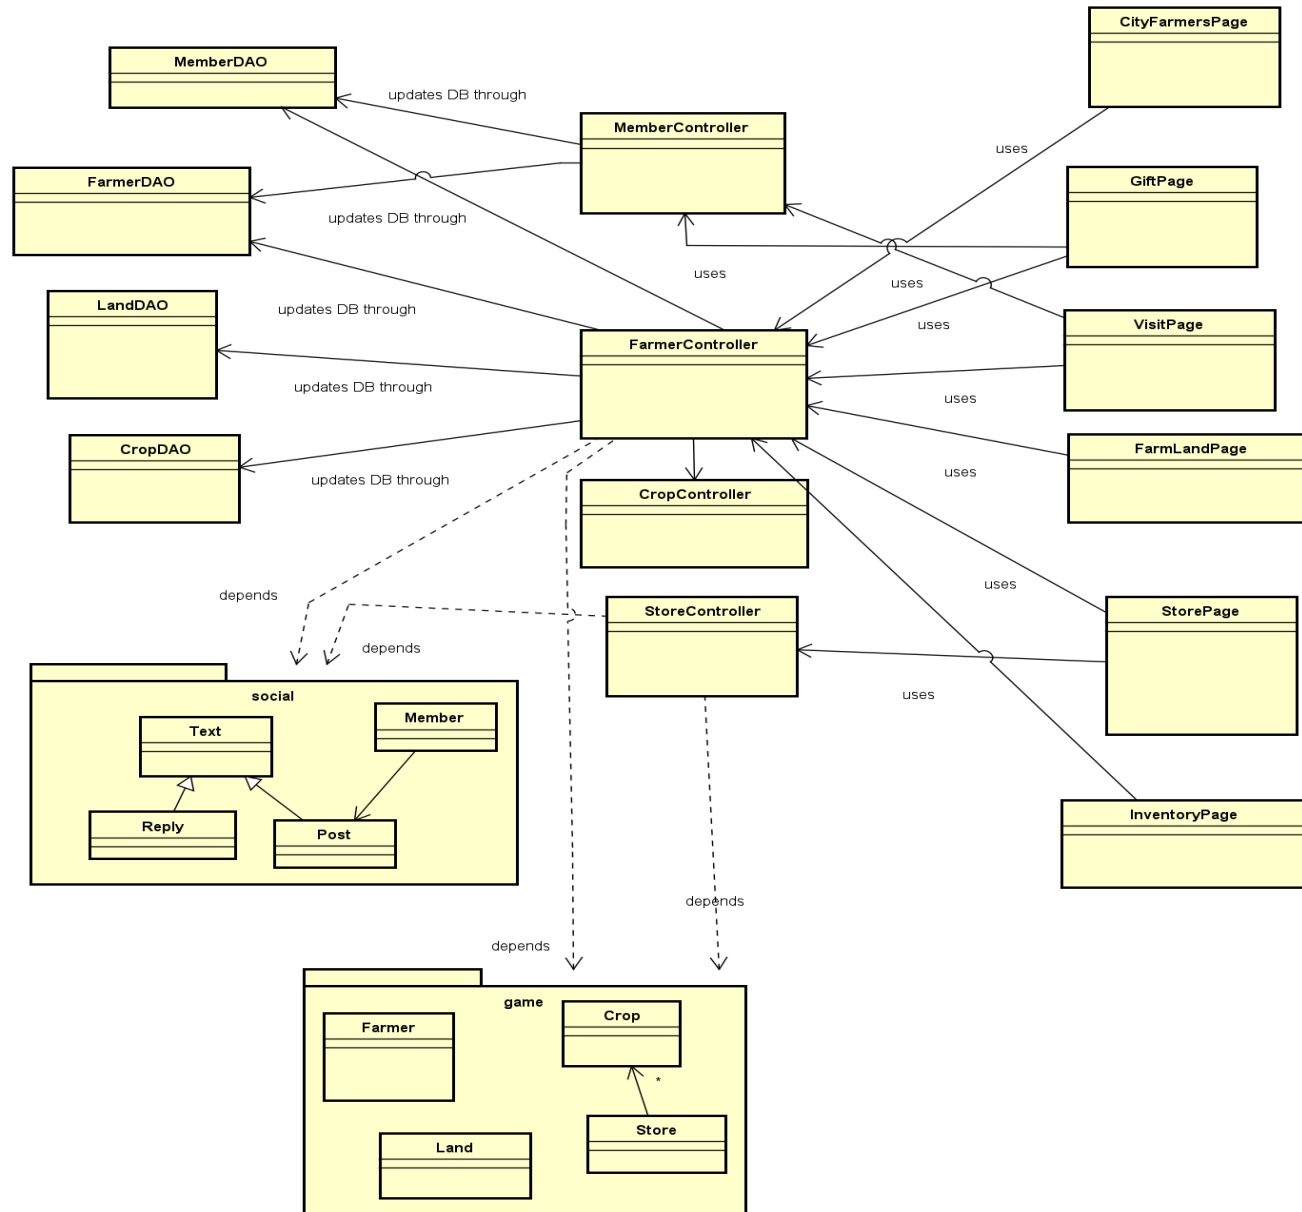 CityFarmersPage
MemberDAO
updates DB through
MemberController
uses
FarmerDAO
GiftPage
updates DB through
uses
uses
LandDAO
updates DB through
uses
VisitPage
FarmerController
updates DB through
uses
CropDAO
FarmLandPage
updates DB through
uses
CropController
depends
uses
StoreController
StorePage
depends
uses
social
Text
Member
Reply
Post
InventoryPage
depends
depends
game
Crop
Farmer
*
Store
Land